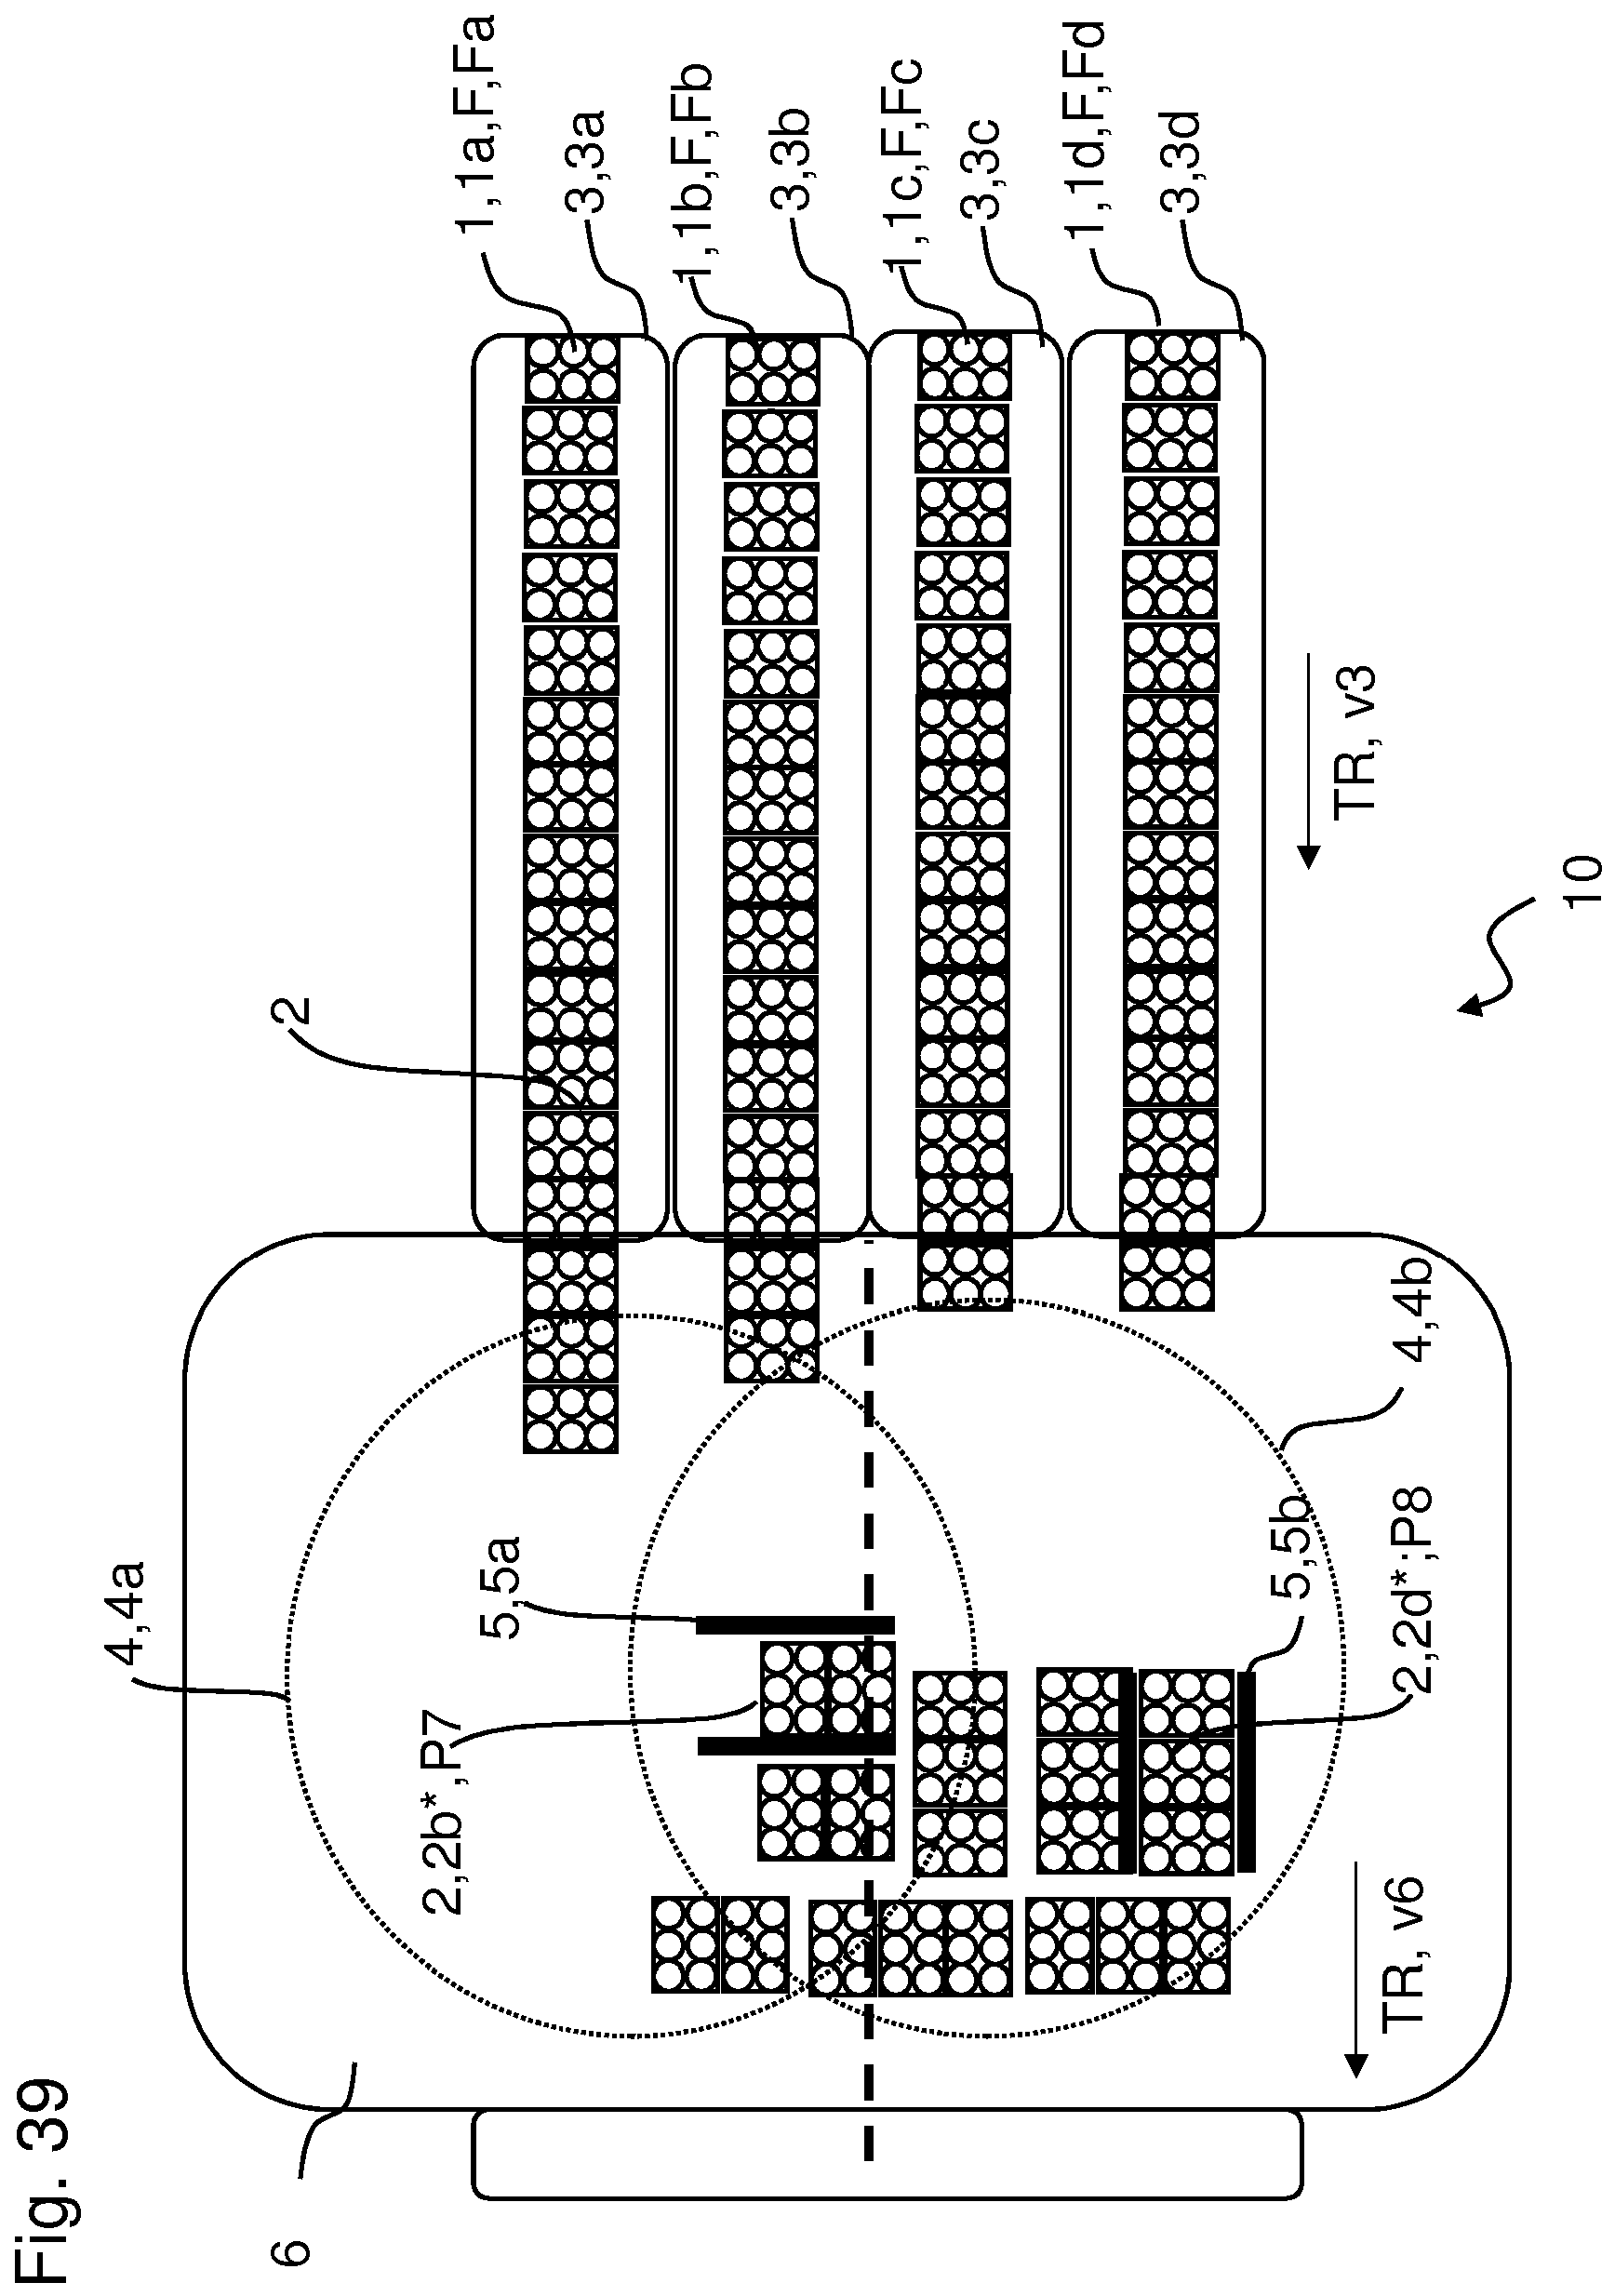 Fig. 39
1,1a,F,Fa
3,3a
1,1b,F,Fb
3,3b
1,1c,F,Fc
3,3c
1,1d,F,Fd
3,3d
2
TR, v3
10
4,4a
5,5a
2,2b*,P7
4,4b
5,5b
2,2d*;P8
TR, v6
6